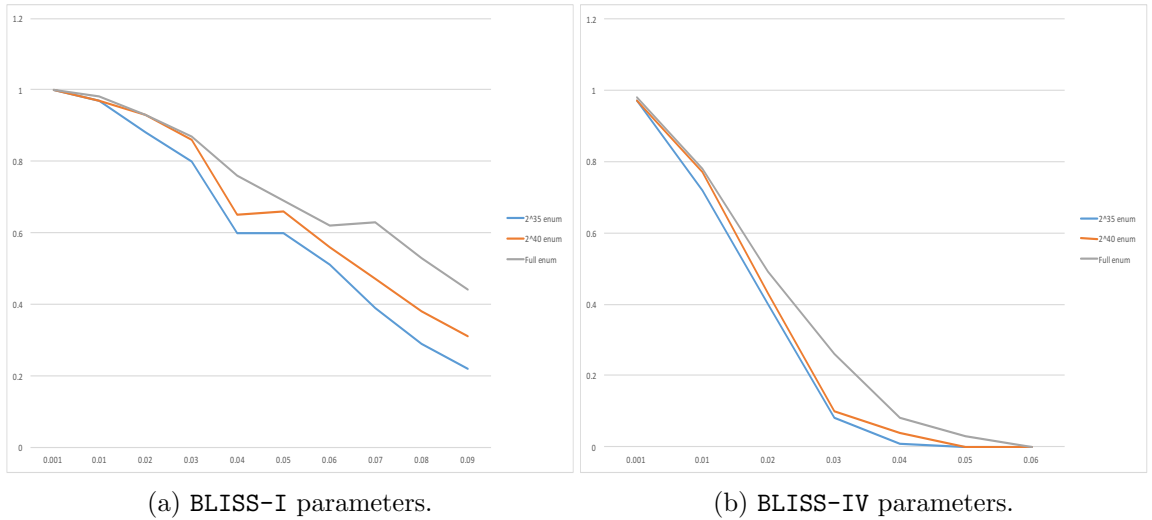 1.2
1
0.8
0.6
0.4
0.2
0
0.001 0.01 0.02 0.03 0.04 0.05 0.06 0.07 0.08 0.09
2^35 enum
2^40 enum
Full enum
(a) BLISS-I parameters.
1.2
1
0.8
0.6
0.4
0.2
0
0.001 0.01 0.02 0.03 0.04 0.05 0.06
2^35 enum
2^40 enum
Full enum
(b) BLISS-IV parameters.